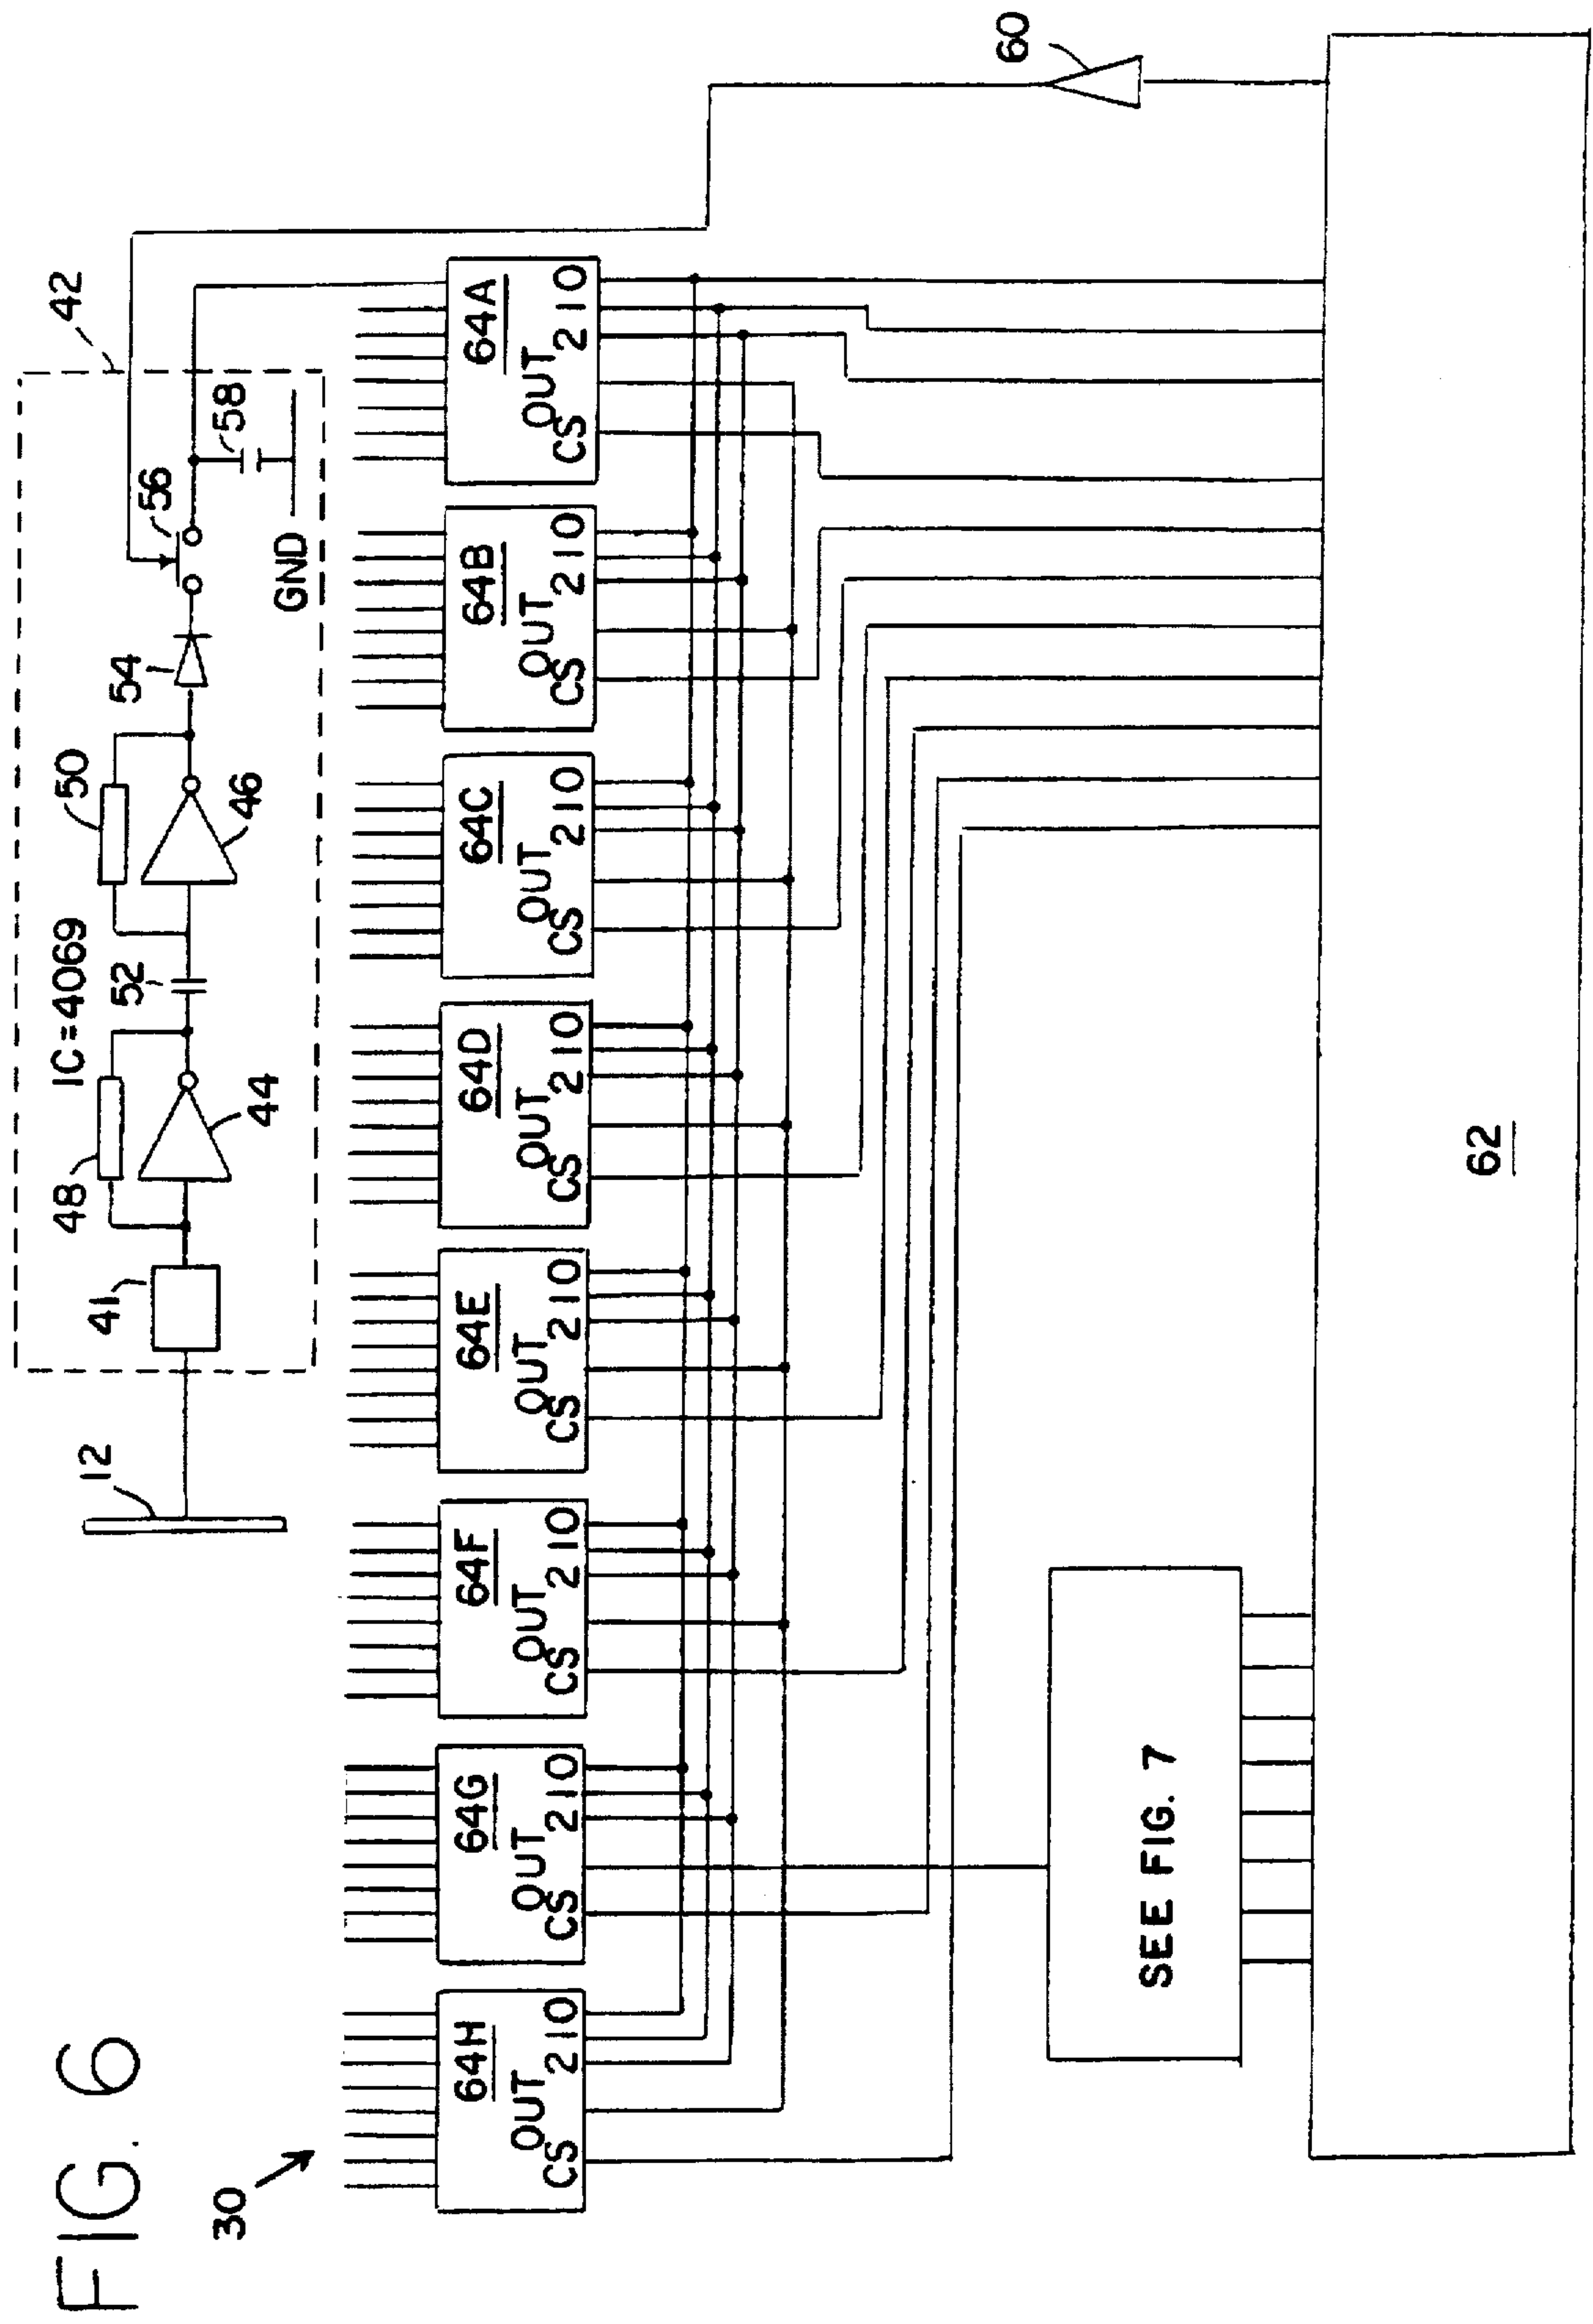 FIG. 6
30
12
41
48
44
IC = 4069
52
50
46
54
56
58
42
GND
60
64H
OUT
CS
2 1 0
64G
OUT
CS
2 1 0
64F
OUT
CS
2 1 0
64E
OUT
CS
2 1 0
64D
OUT
CS
2 1 0
64C
OUT
CS
2 1 0
64B
OUT
CS
2 1 0
64A
OUT
CS
2 1 0
SEE FIG. 7
62